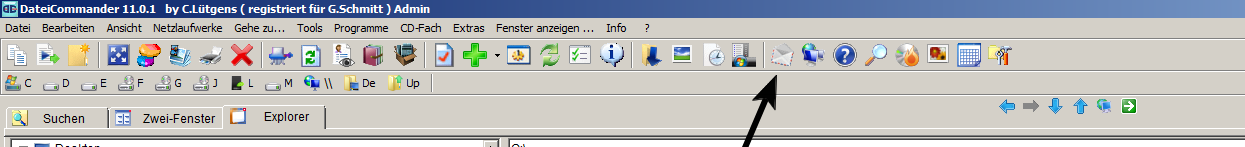 DateiCommander 11.0.1 by C.Lütgens ( registriert für G.Schmitt ) Admin
Datei Bearbeiten Ansicht Netzlaufwerke Gehe zu... Tools Programme CD-Fach Extras Fenster anzeigen ... Info ?
C D E F G J L M \\ De Up
Suchen Zwei-Fenster Explorer